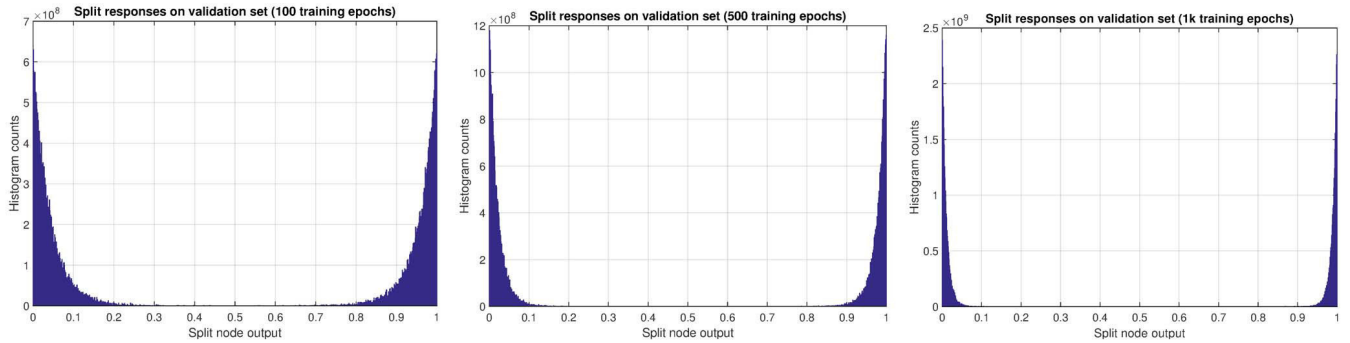 Split responses on validation set (100 training epochs)
×10⁸
7
6
5
4
3
2
1
0
Histogram counts
0 0.1 0.2 0.3 0.4 0.5 0.6 0.7 0.8 0.9 1
Split node output
Split responses on validation set (500 training epochs)
×10⁸
12
10
8
6
4
2
0
Histogram counts
0 0.1 0.2 0.3 0.4 0.5 0.6 0.7 0.8 0.9 1
Split node output
Split responses on validation set (1k training epochs)
×10⁹
2.5
2
1.5
1
0.5
0
Histogram counts
0 0.1 0.2 0.3 0.4 0.5 0.6 0.7 0.8 0.9 1
Split node output